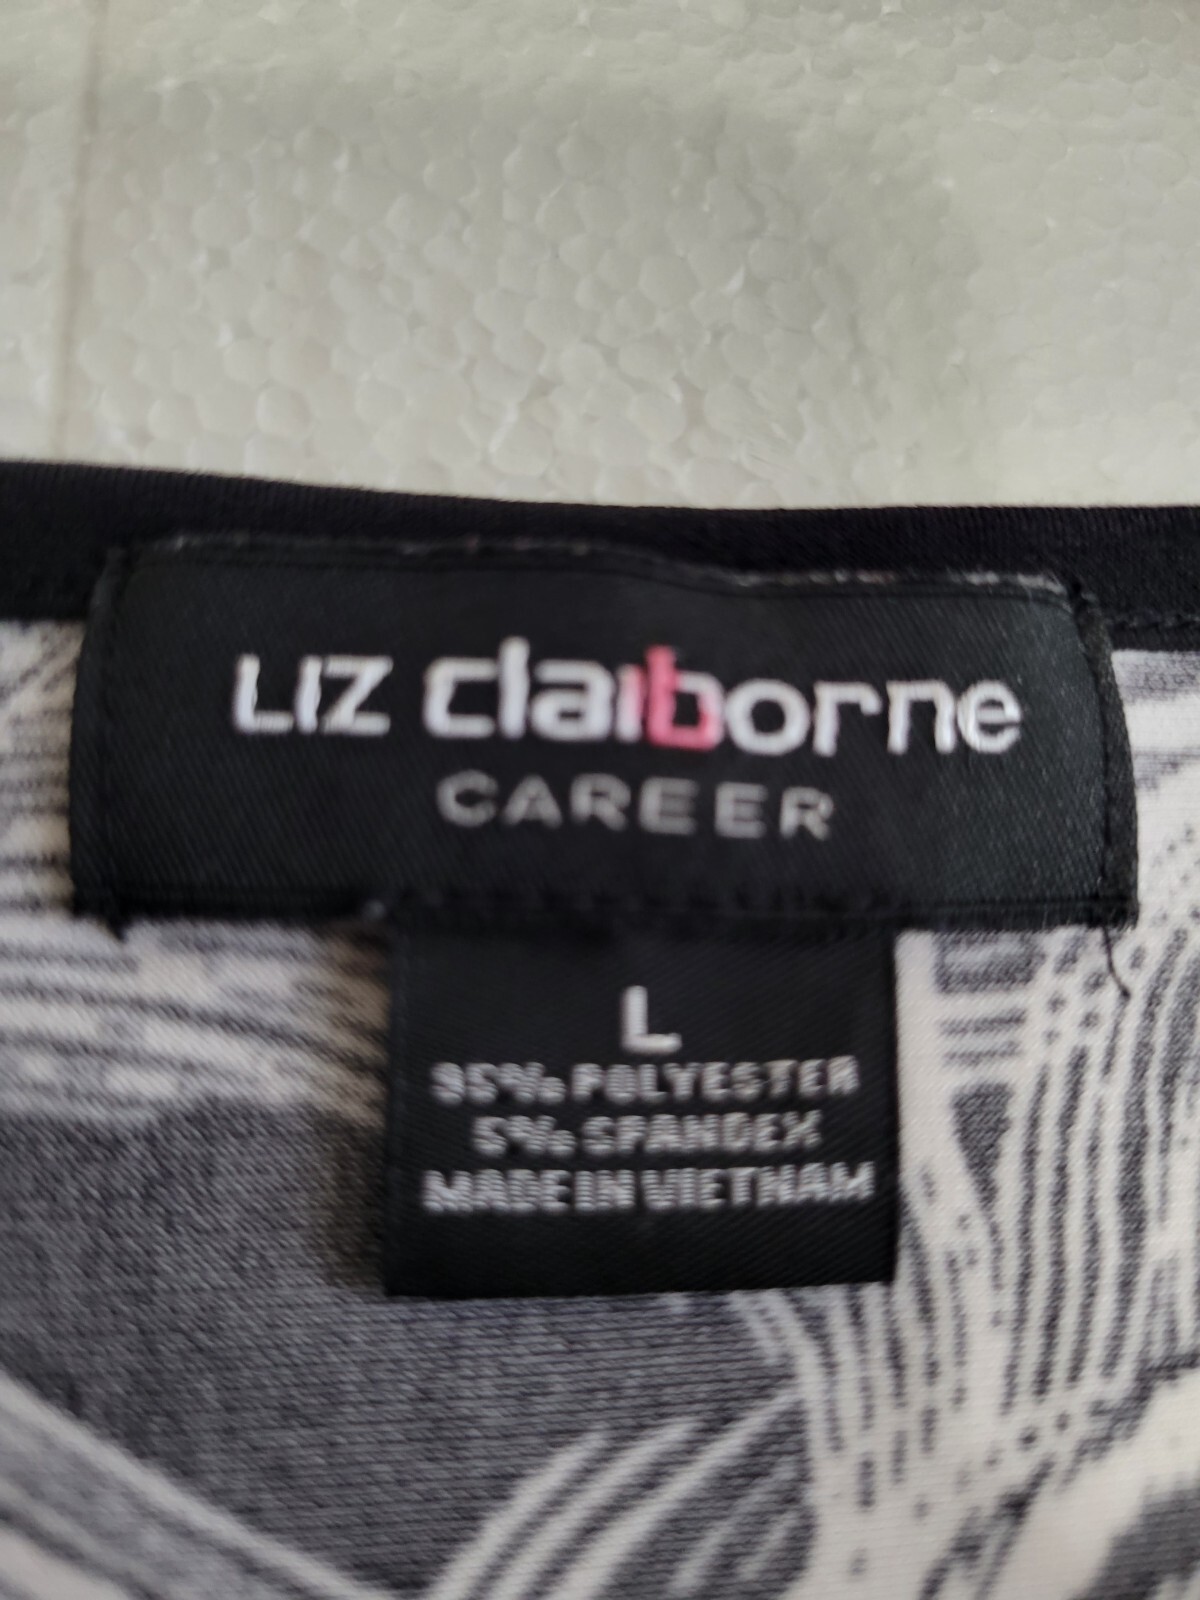 LIZ claiborne
CAREER
L
95% POLYESTER
5% SPANDEX
MADE IN VIETNAM